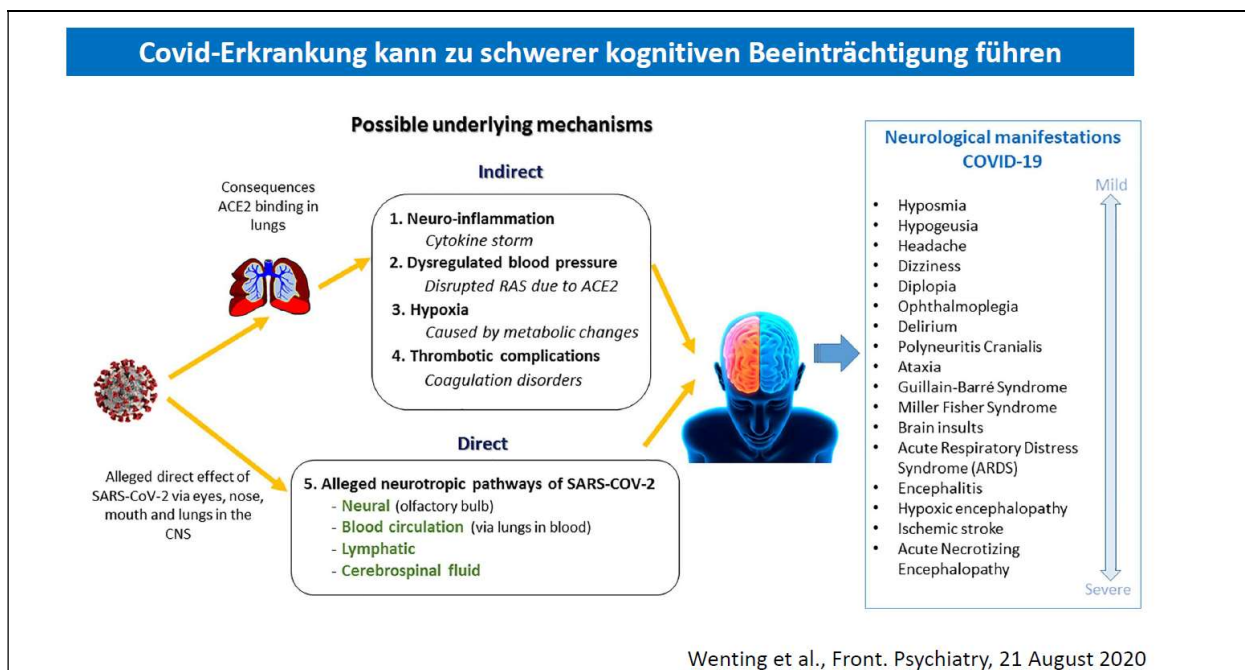 Covid-Erkrankung kann zu schwerer kognitiven Beeinträchtigung führen
Possible underlying mechanisms
Consequences
ACE2 binding in
lungs
Alleged direct effect of
SARS-CoV-2 via eyes, nose,
mouth and lungs in the
CNS
Indirect
1. Neuro-inflammation
Cytokine storm
2. Dysregulated blood pressure
Disrupted RAS due to ACE2
3. Hypoxia
Caused by metabolic changes
4. Thrombotic complications
Coagulation disorders
Direct
5. Alleged neurotropic pathways of SARS-COV-2
- Neural (olfactory bulb)
- Blood circulation (via lungs in blood)
- Lymphatic
- Cerebrospinal fluid
Neurological manifestations
COVID-19
Mild
• Hyposmia
• Hypogeusia
• Headache
• Dizziness
• Diplopia
• Ophthalmoplegia
• Delirium
• Polyneuritis Cranialis
• Ataxia
• Guillain-Barré Syndrome
• Miller Fisher Syndrome
• Brain insults
• Acute Respiratory Distress
Syndrome (ARDS)
• Encephalitis
• Hypoxic encephalopathy
• Ischemic stroke
• Acute Necrotizing
Encephalopathy
Severe
Wenting et al., Front. Psychiatry, 21 August 2020